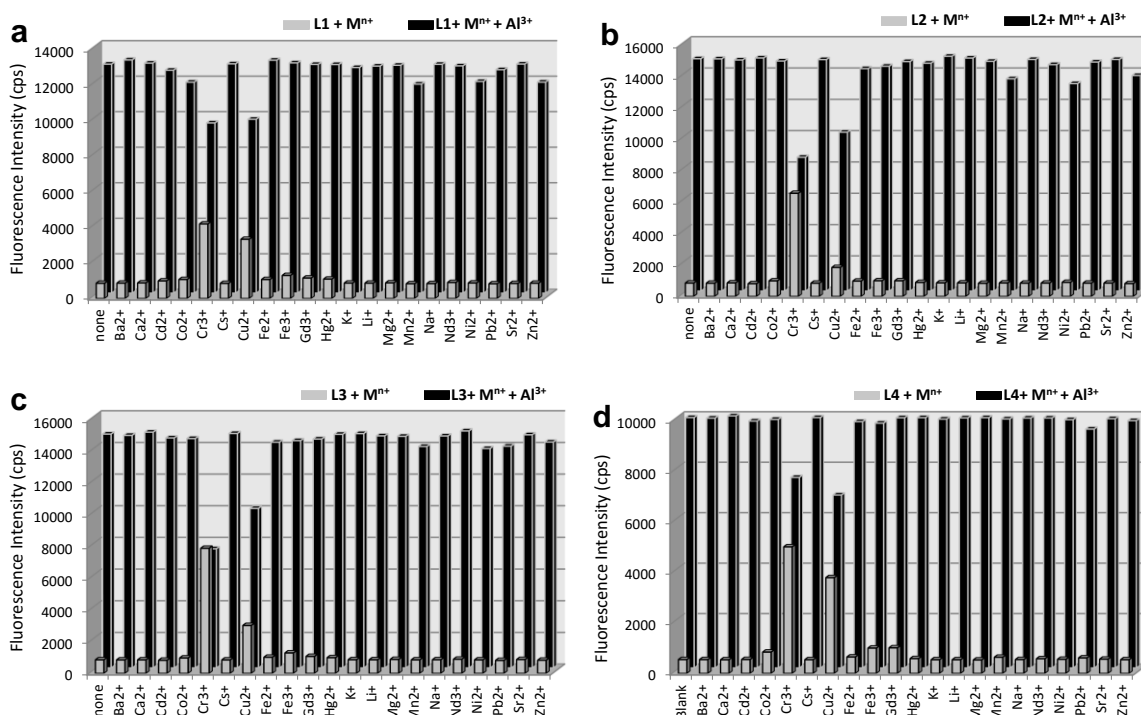 a
L1 + Mⁿ⁺ L1+ Mⁿ⁺ + Al³⁺
Fluorescence Intensity (cps)
14000
12000
10000
8000
6000
4000
2000
0
none Ba2+ Ca2+ Cd2+ Co2+ Cr3+ Cs+ Cu2+ Fe2+ Fe3+ Gd3+ Hg2+ K+ Li+ Mg2+ Mn2+ Na+ Nd3+ Ni2+ Pb2+ Sr2+ Zn2+
b
L2 + Mⁿ⁺ L2+ Mⁿ⁺ + Al³⁺
Fluorescence Intensity (cps)
16000
14000
12000
10000
8000
6000
4000
2000
0
none Ba2+ Ca2+ Cd2+ Co2+ Cr3+ Cs+ Cu2+ Fe2+ Fe3+ Gd3+ Hg2+ K+ Li+ Mg2+ Mn2+ Na+ Nd3+ Ni2+ Pb2+ Sr2+ Zn2+
c
L3 + Mⁿ⁺ L3+ Mⁿ⁺ + Al³⁺
Fluorescence Intensity (cps)
16000
14000
12000
10000
8000
6000
4000
2000
0
none Ba2+ Ca2+ Cd2+ Co2+ Cr3+ Cs+ Cu2+ Fe2+ Fe3+ Gd3+ Hg2+ K+ Li+ Mg2+ Mn2+ Na+ Nd3+ Ni2+ Pb2+ Sr2+ Zn2+
d
L4 + Mⁿ⁺ L4+ Mⁿ⁺ + Al³⁺
Fluorescence Intensity (cps)
10000
8000
6000
4000
2000
0
Blank Ba2+ Ca2+ Cd2+ Co2+ Cr3+ Cs+ Cu2+ Fe2+ Fe3+ Gd3+ Hg2+ K+ Li+ Mg2+ Mn2+ Na+ Nd3+ Ni2+ Pb2+ Sr2+ Zn2+